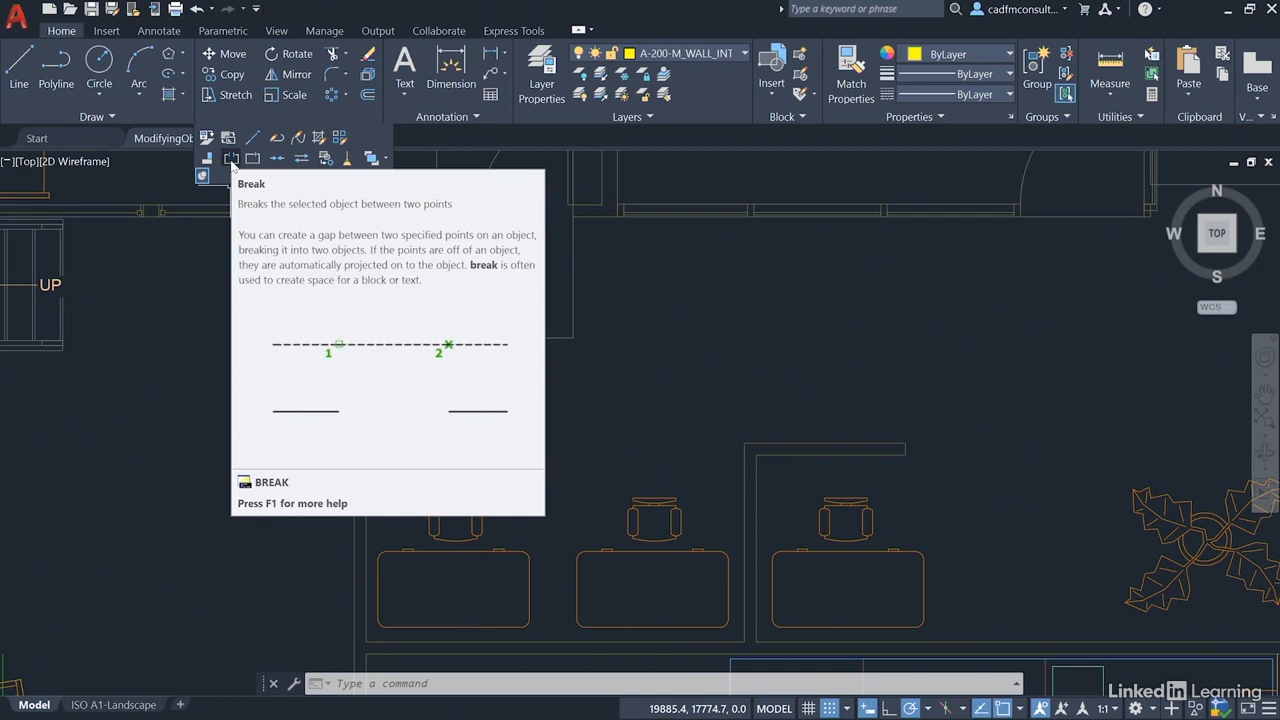 Type a keyword or phrase
cadfmconsult...
Home Insert Annotate Parametric View Manage Output Collaborate Express Tools
Line Polyline Circle Arc
Move Rotate
Copy Mirror
Stretch Scale
Text Dimension
Layer Properties
A-200-M_WALL_INT
Insert
Match Properties
ByLayer
ByLayer
ByLayer
Group
Measure
Paste
Base
Draw Annotation Layers Block Properties Groups Utilities Clipboard V...
Start ModifyingOb
[−][Top][2D Wireframe]
Break
Breaks the selected object between two points
You can create a gap between two specified points on an object,
breaking it into two objects. If the points are off of an object,
they are automatically projected on to the object. break is often
used to create space for a block or text.
1 2
BREAK
Press F1 for more help
UP
N
W TOP E
S
WCS
Type a command
LinkedIn Learning
Model ISO A1-Landscape
19885.4, 17774.7, 0.0 MODEL 1:1